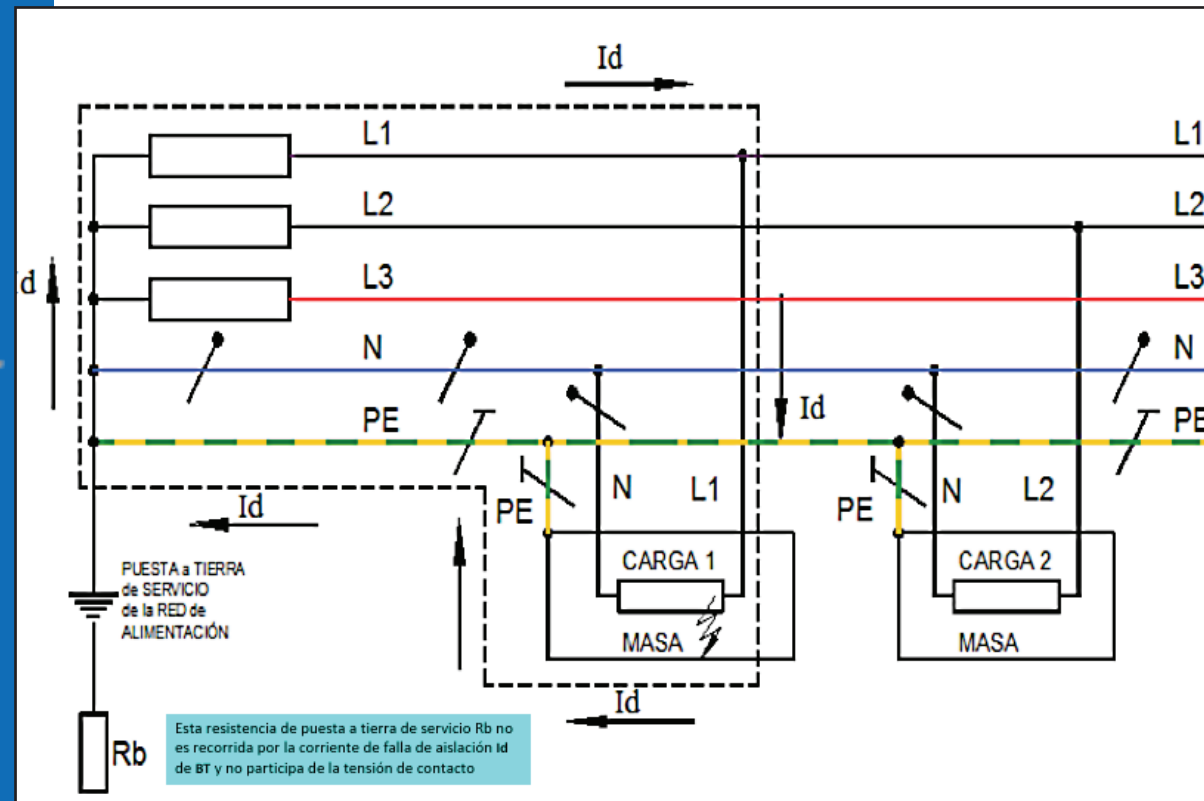 Id
L1
L1
L2
L2
Id
L3
L3
N
N
PE
Id
PE
PE
N
L1
PE
N
L2
Id
CARGA 1
CARGA 2
MASA
MASA
PUESTA a TIERRA
de SERVICIO
de la RED de
ALIMENTACIÓN
Id
Rb
Esta resistencia de puesta a tierra de servicio Rb no
es recorrida por la corriente de falla de aislación Id
de BT y no participa de la tensión de contacto